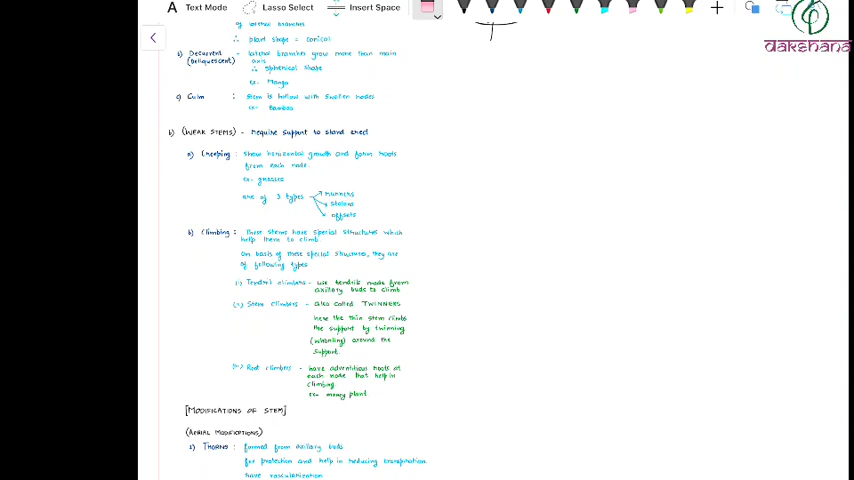 A Text Mode Lasso Select Insert Space
dakshana
of lateral branches
∴ plant shape = conical
b) Decurrent - lateral branches grow more than main
(Deliquescent) axis
∴ spherical shape
ex- Mango
c) Culm : Stem is hollow with swollen nodes
ex- Bamboo
b) (WEAK STEMS) - Require support to stand erect
a) Creeping : Show horizontal growth and form roots
from each node.
ex- grasses
are of 3 types → runners
stolons
offsets
b) Climbing : These stems have special structures which
help them to climb
On basis of these special structures, they are
of following types
(i) Tendril climbers - use tendrils made from
axillary buds to climb
(ii) Stem Climbers - also called TWINNERS
here the thin stem climbs
the support by twinning
(whorling) around the
support.
(iii) Root climbers - have adventitious roots at
each node that help in
climbing
ex- money plant
[MODIFICATIONS OF STEM]
(AERIAL MODIFICATIONS)
1) THORNS : formed from axillary buds
for protection and help in reducing transpiration
have vascularization